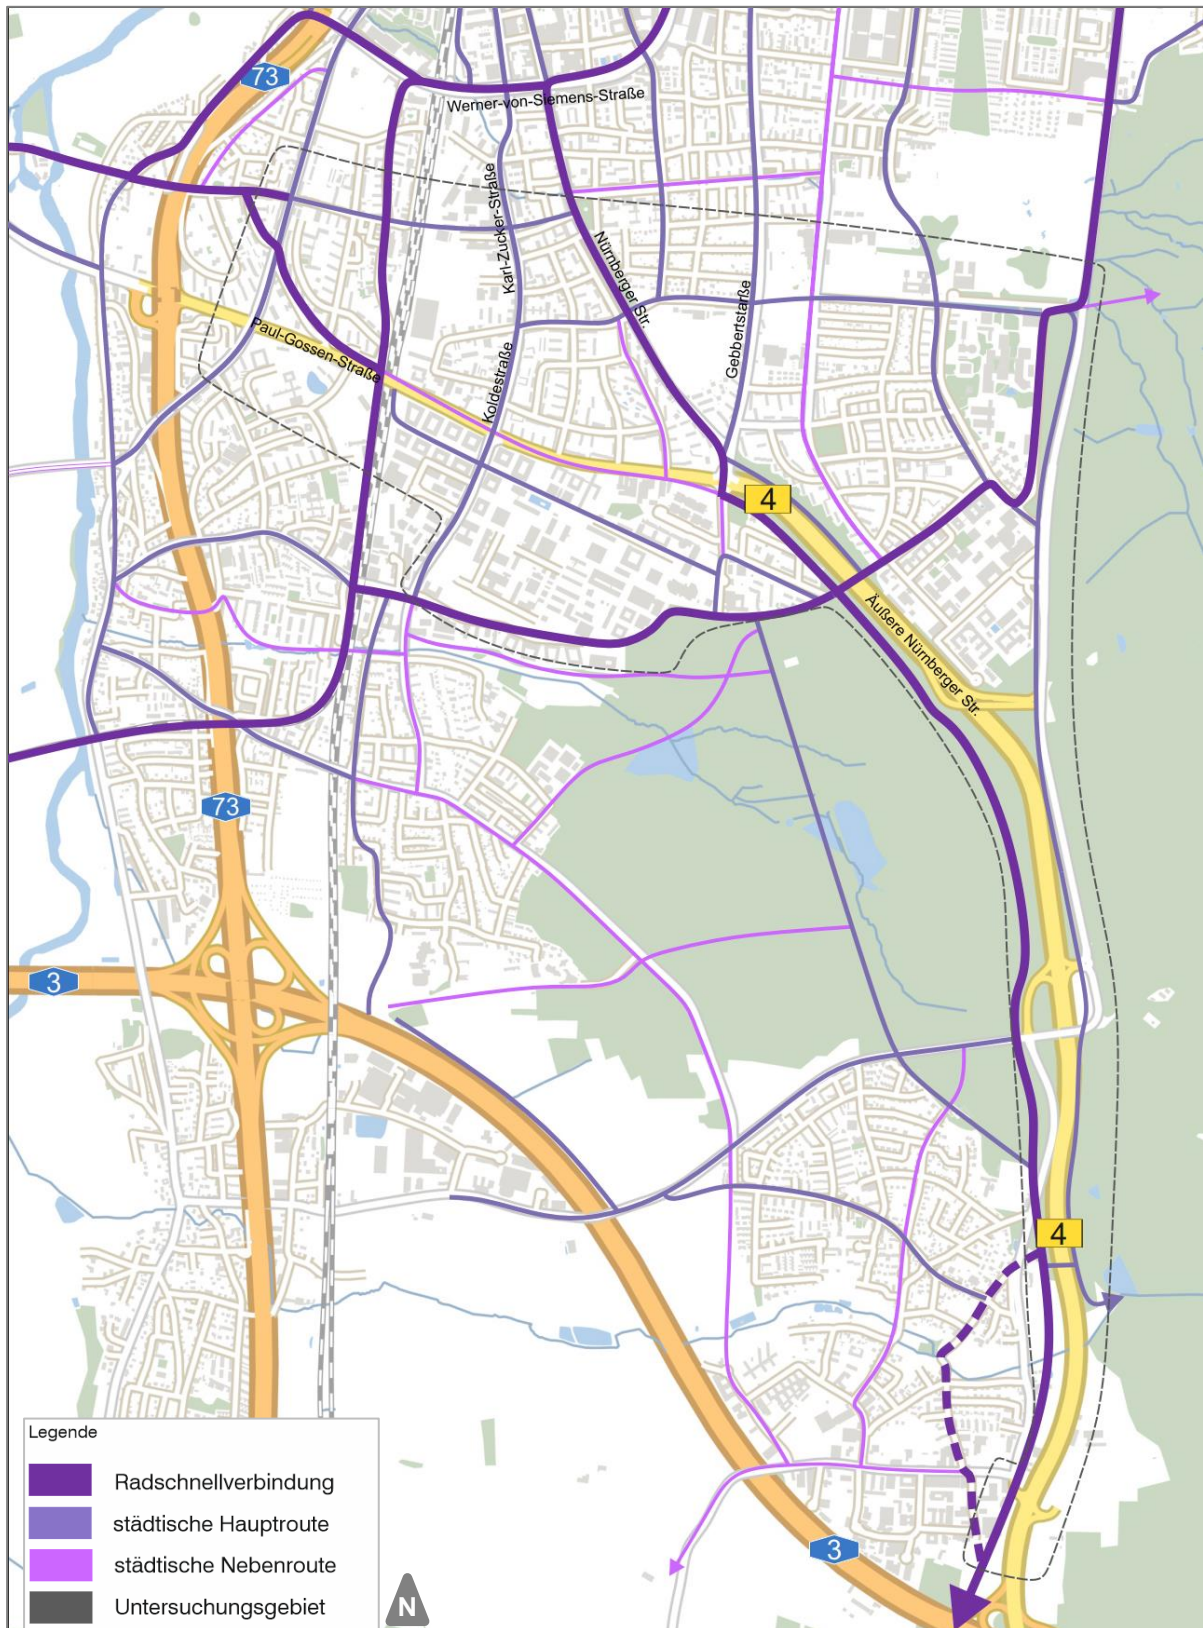 73
Werner-von-Siemens-Straße
Karl-Zucker-Straße
Nürnberger Str.
Gebbertstarße
Paul-Gossen-Straße
Koldestraße
4
Äußere Nürnberger Str.
73
3
4
3
Legende
Radschnellverbindung
städtische Hauptroute
städtische Nebenroute
Untersuchungsgebiet
N